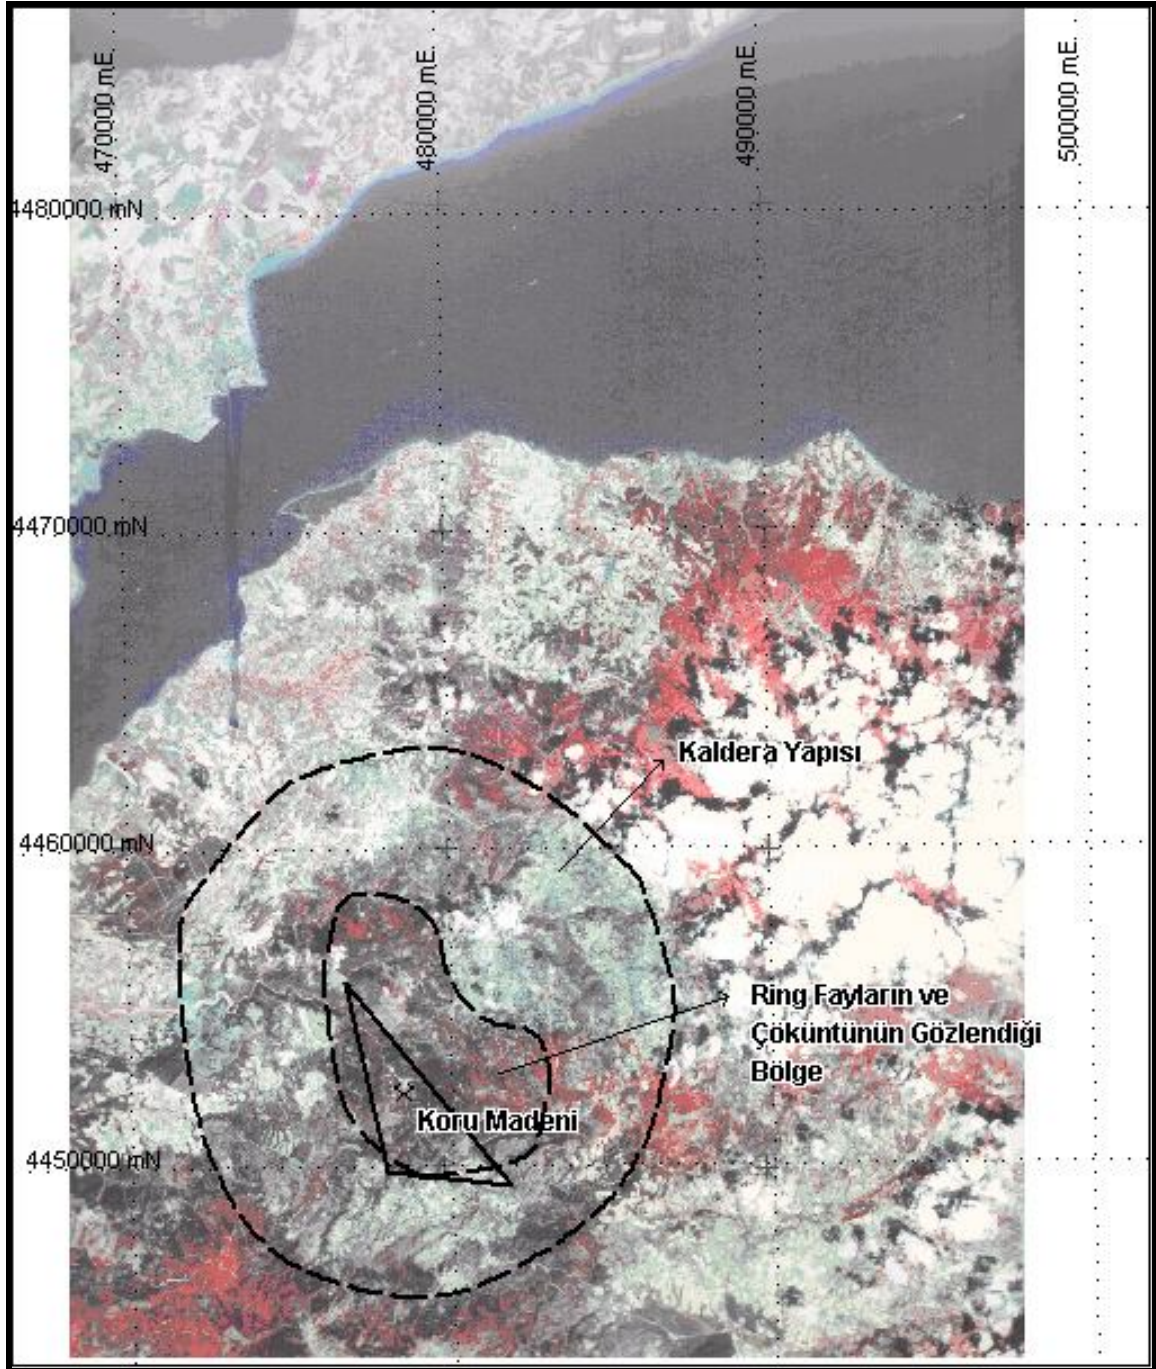 470000 mE.
480000 mE.
490000 mE.
500000 mE.
4480000 mN
4470000 mN
Kaldera Yapısı
4460000 mN
Ring Fayların ve
Çöküntünün Gözlendiği
Bölge
Koru Madeni
4450000 mN